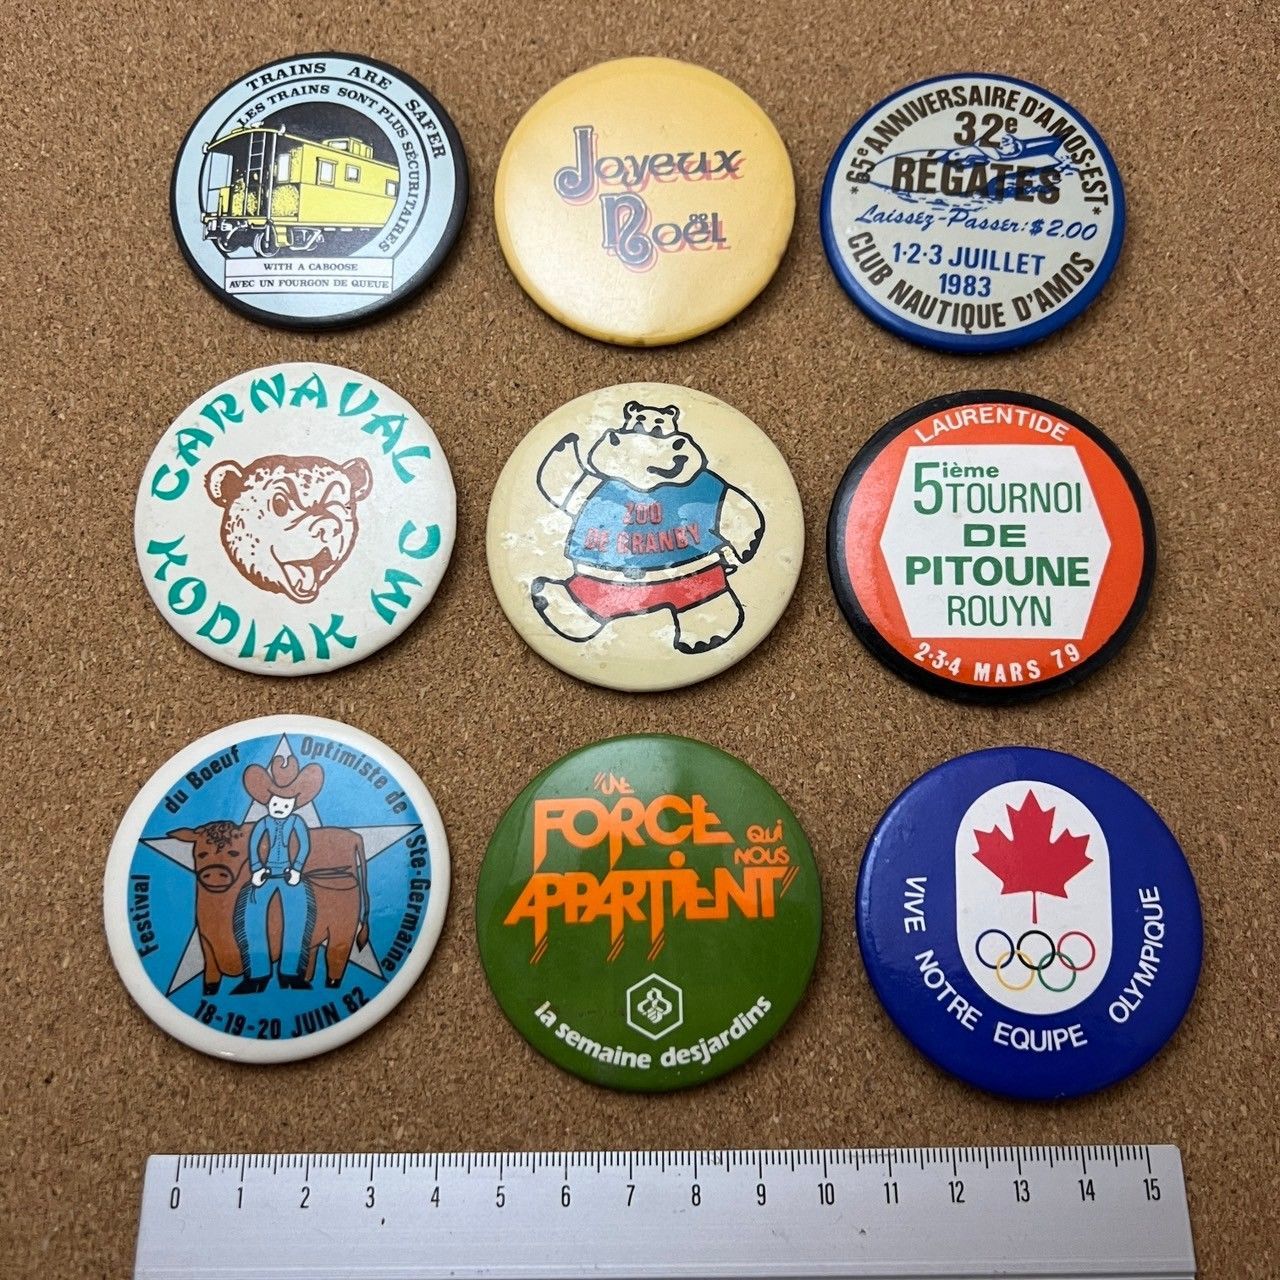 TRAINS ARE SAFER
LES TRAINS SONT PLUS SÉCURITAIRES
WITH A CABOOSE
AVEC UN FOURGON DE QUEUE
Joyeux
Noël
*65e ANNIVERSAIRE D'AMOS-EST*
32e
RÉGATES
Laissez-Passer: $2.00
1-2-3 JUILLET
1983
CLUB NAUTIQUE D'AMOS
CARNAVAL
KODIAK MC
ZOO
DE GRANBY
LAURENTIDE
5ième
TOURNOI
DE
PITOUNE
ROUYN
2-3-4 MARS 79
Festival du Boeuf Optimiste de Ste-Germaine
18-19-20 JUIN 82
UNE
FORCE
QUI
NOUS
APPARTIENT
la semaine desjardins
VIVE NOTRE EQUIPE OLYMPIQUE
0 1 2 3 4 5 6 7 8 9 10 11 12 13 14 15